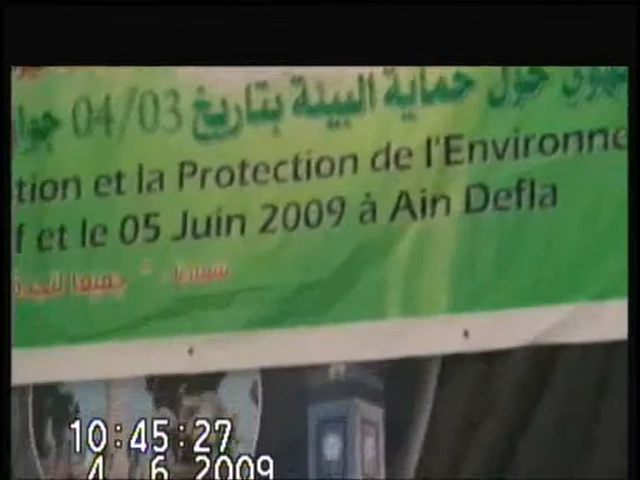 حول حماية البيئة بتاريخ 04/03
tion et la Protection de l'Environne
f et le 05 Juin 2009 à Ain Defla
10:45:27
4 6 2009